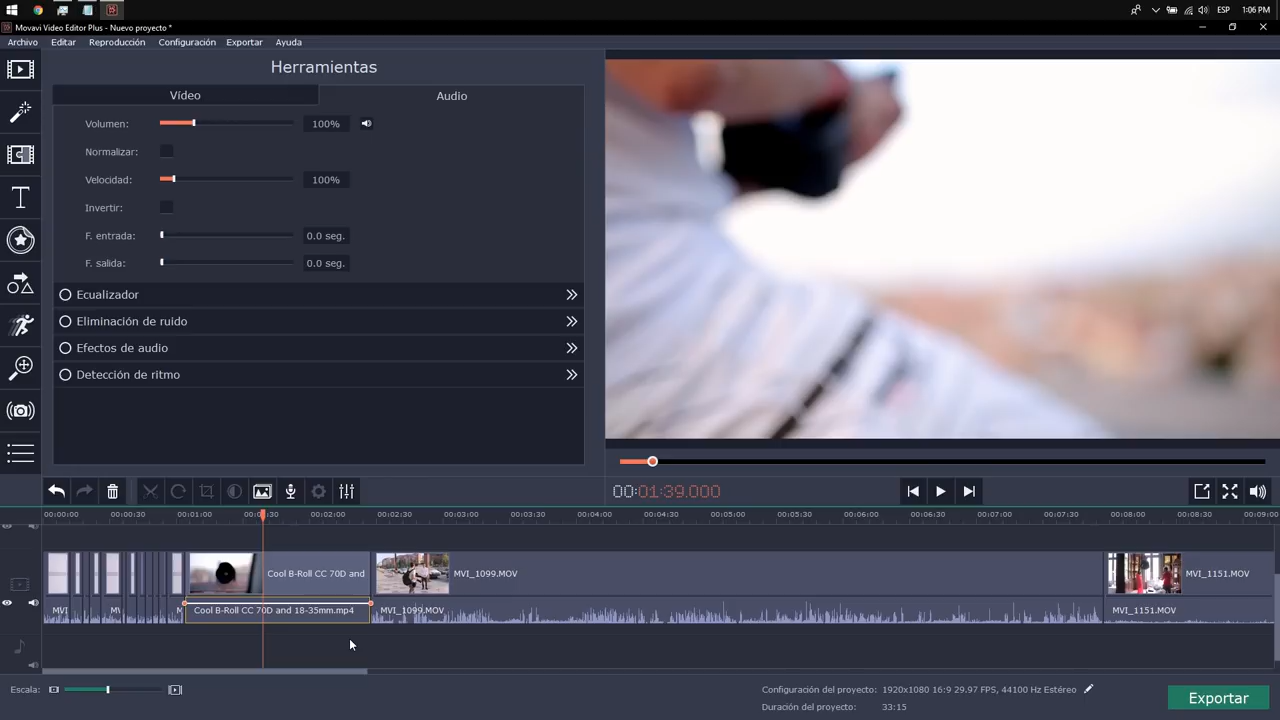 ESP 1:06 PM
Movavi Video Editor Plus - Nuevo proyecto *
Archivo Editar Reproducción Configuración Exportar Ayuda
Herramientas
Vídeo Audio
Volumen: 100%
Normalizar:
Velocidad: 100%
Invertir:
F. entrada: 0.0 seg.
F. salida: 0.0 seg.
Ecualizador
Eliminación de ruido
Efectos de audio
Detección de ritmo
00:01:39.000
00:00:00 00:00:30 00:01:00 00:02:00 00:02:30 00:03:00 00:03:30 00:04:00 00:04:30 00:05:00 00:05:30 00:06:00 00:06:30 00:07:00 00:07:30 00:08:00 00:08:30 00:09:00
Cool B-Roll CC 70D and MVI_1099.MOV MVI_1151.MOV
MVI M M Cool B-Roll CC 70D and 18-35mm.mp4 MVI_1099.MOV MVI_1151.MOV
Escala: Configuración del proyecto: 1920x1080 16:9 29.97 FPS, 44100 Hz Estéreo
Duración del proyecto: 33:15
Exportar